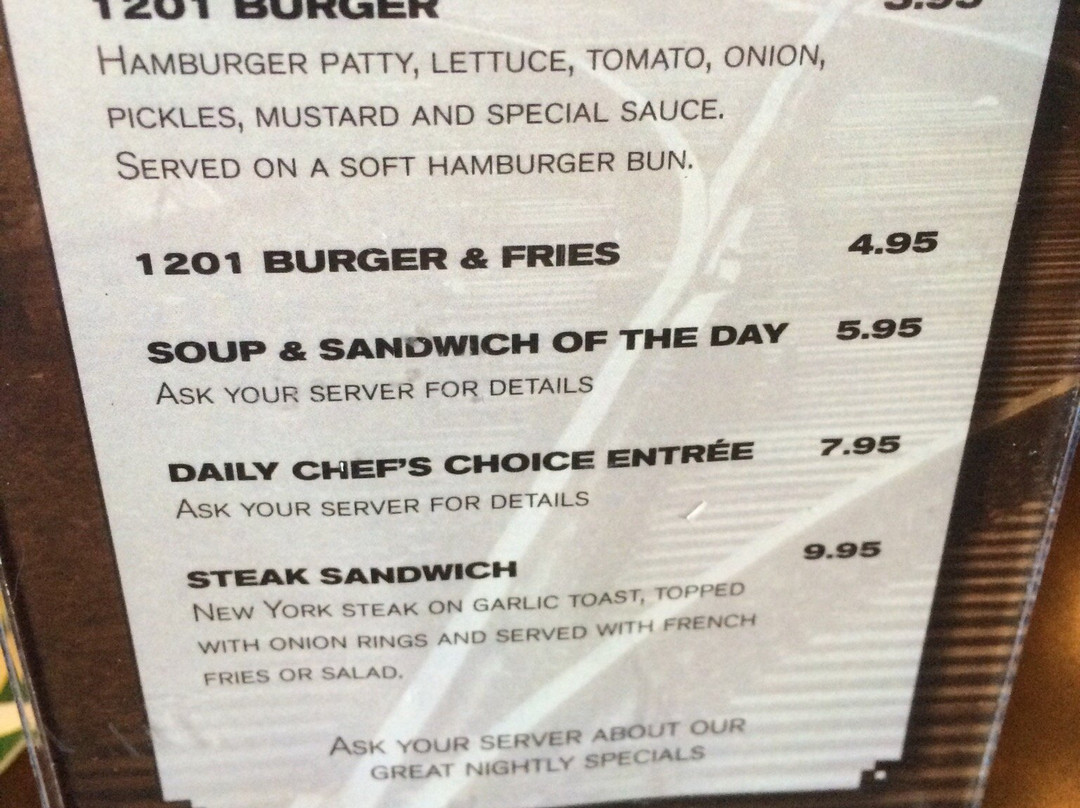 1201 BURGER
HAMBURGER PATTY, LETTUCE, TOMATO, ONION,
PICKLES, MUSTARD AND SPECIAL SAUCE.
SERVED ON A SOFT HAMBURGER BUN.
1201 BURGER & FRIES 4.95
SOUP & SANDWICH OF THE DAY 5.95
ASK YOUR SERVER FOR DETAILS
DAILY CHEF'S CHOICE ENTRÉE 7.95
ASK YOUR SERVER FOR DETAILS
STEAK SANDWICH 9.95
NEW YORK STEAK ON GARLIC TOAST, TOPPED
WITH ONION RINGS AND SERVED WITH FRENCH
FRIES OR SALAD.
ASK YOUR SERVER ABOUT OUR
GREAT NIGHTLY SPECIALS